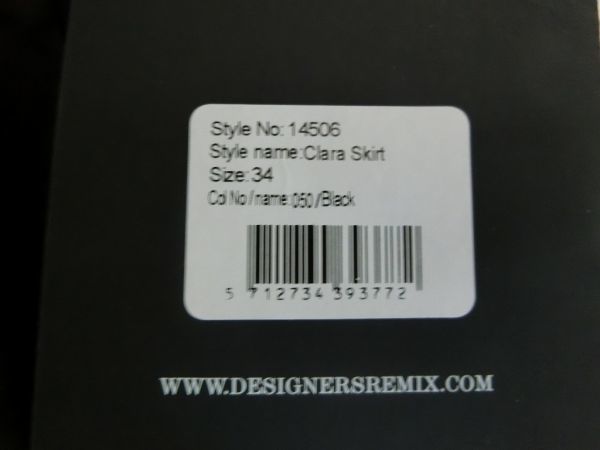 Style No: 14506
Style name:Clara Skirt
Size:34
Col No/name:050/Black
5 712734 393772
WWW.DESIGNERSREMIX.COM